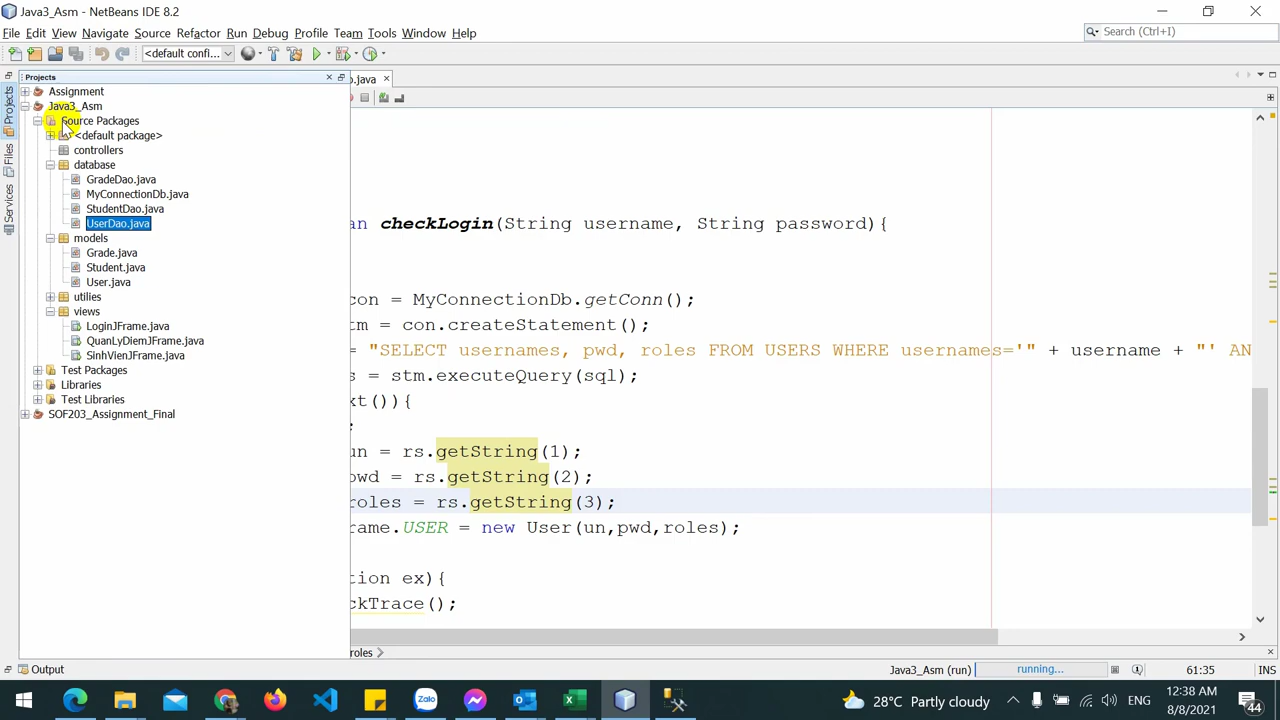 Java3_Asm - NetBeans IDE 8.2
File Edit View Navigate Source Refactor Run Debug Profile Team Tools Window Help
Search (Ctrl+I)
<default confi...
Projects
.java
Projects
Files
Services
Assignment
Java3_Asm
Source Packages
<default package>
controllers
database
GradeDao.java
MyConnectionDb.java
StudentDao.java
UserDao.java
models
Grade.java
Student.java
User.java
utilies
views
LoginJFrame.java
QuanLyDiemJFrame.java
SinhVienJFrame.java
Test Packages
Libraries
Test Libraries
SOF203_Assignment_Final
an checkLogin(String username, String password){
con = MyConnectionDb.getConn();
stm = con.createStatement();
= "SELECT usernames, pwd, roles FROM USERS WHERE usernames='" + username + "' AN
s = stm.executeQuery(sql);
xt()){
;
un = rs.getString(1);
pwd = rs.getString(2);
roles = rs.getString(3);
rame.USER = new User(un,pwd,roles);
tion ex){
ckTrace();
roles
Output
Java3_Asm (run)
running...
61:35
INS
28°C Partly cloudy
ENG
12:38 AM
8/8/2021
44
Zalo